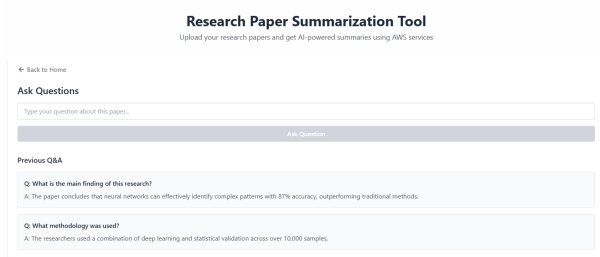 Research Paper Summarization Tool
Upload your research papers and get AI-powered summaries using AWS services
← Back to Home
Ask Questions
Type your question about this paper...
Ask Question
Previous Q&A
Q: What is the main finding of this research?
A: The paper concludes that neural networks can effectively identify complex patterns with 87% accuracy, outperforming traditional methods.
Q: What methodology was used?
A: The researchers used a combination of deep learning and statistical validation across over 10,000 samples.